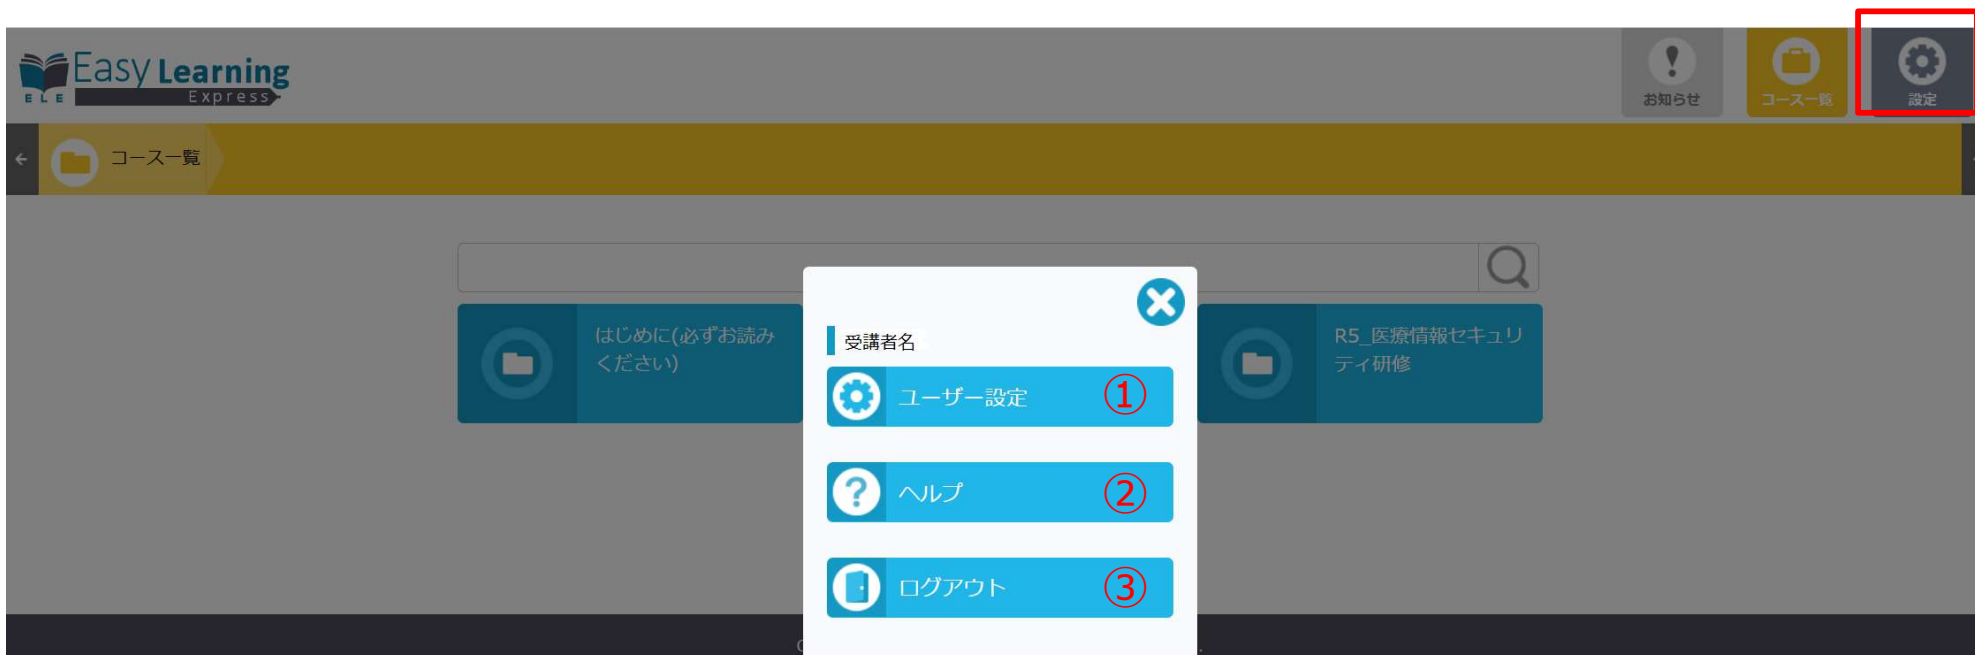 Easy Learning
ELE Express
お知らせ
コース一覧
設定
コース一覧
はじめに(必ずお読み
ください)
R5_医療情報セキュリ
ティ研修
受講者名
ユーザー設定 ①
ヘルプ ②
ログアウト ③